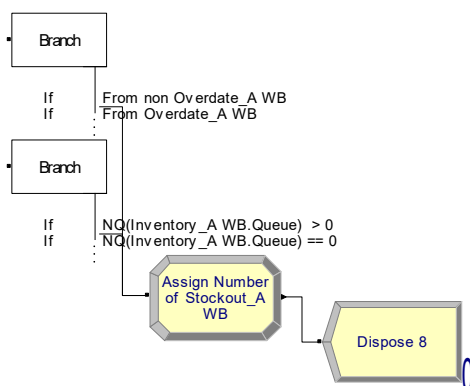 Branch
If From non Overdate_A WB
If From Overdate_A WB
Branch
If NQ(Inventory_A WB.Queue) > 0
If NQ(Inventory_A WB.Queue) == 0
Assign Number
of Stockout_A
WB
Dispose 8
0